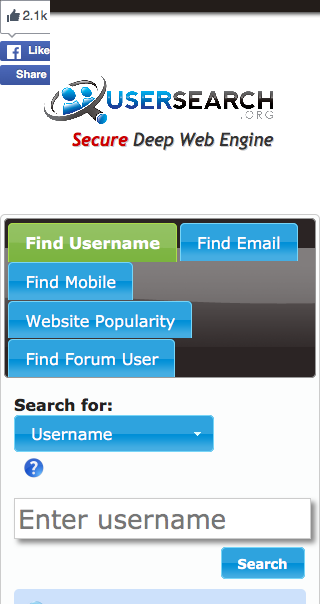 2.1k
Like
Share
USERSEARCH
.ORG
Secure Deep Web Engine
Find Username
Find Email
Find Mobile
Website Popularity
Find Forum User
Search for:
Username
?
Enter username
Search